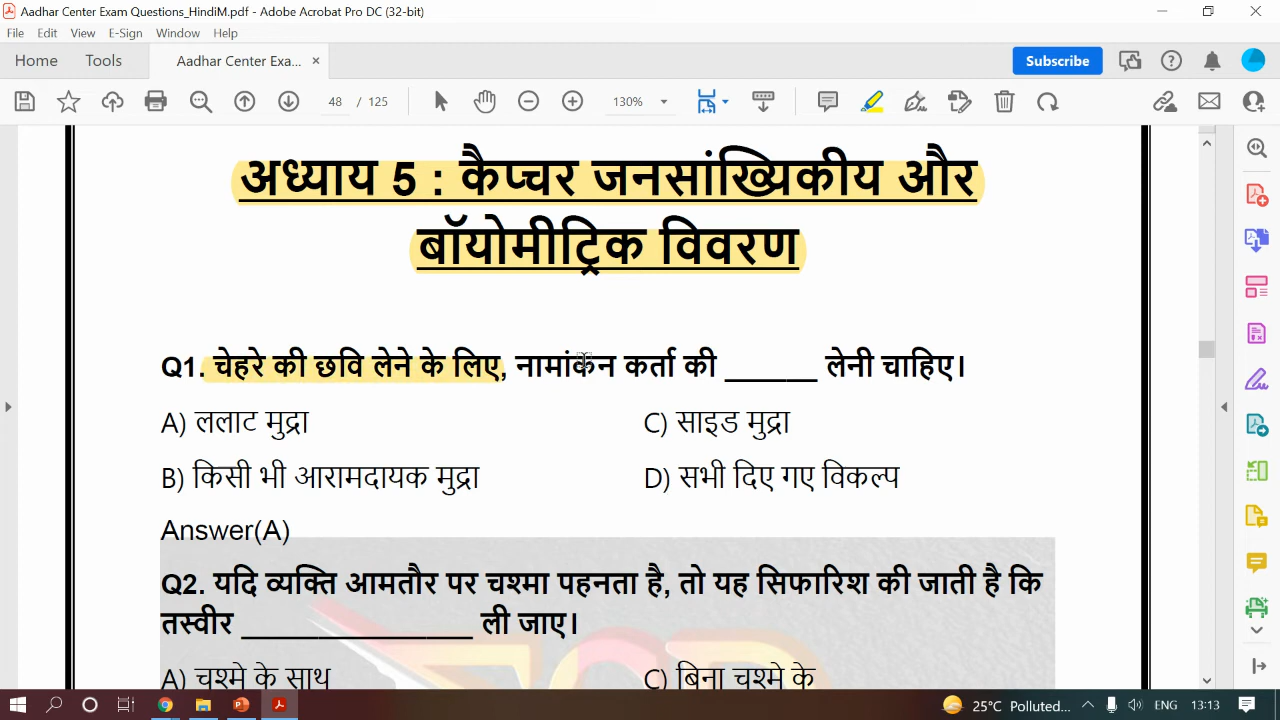 Aadhar Center Exam Questions_HindiM.pdf - Adobe Acrobat Pro DC (32-bit)
File Edit View E-Sign Window Help
Home Tools Aadhar Center Exa... × Subscribe
48 / 125 130%
अध्याय 5 : कैप्चर जनसांख्यिकीय और
बॉयोमीट्रिक विवरण
Q1. चेहरे की छवि लेने के लिए, नामांकन कर्ता की ______ लेनी चाहिए।
A) ललाट मुद्रा C) साइड मुद्रा
B) किसी भी आरामदायक मुद्रा D) सभी दिए गए विकल्प
Answer(A)
Q2. यदि व्यक्ति आमतौर पर चश्मा पहनता है, तो यह सिफारिश की जाती है कि
तस्वीर _______________ ली जाए।
A) चश्मे के साथ C) बिना चश्मे के
25°C Polluted... ENG 13:13